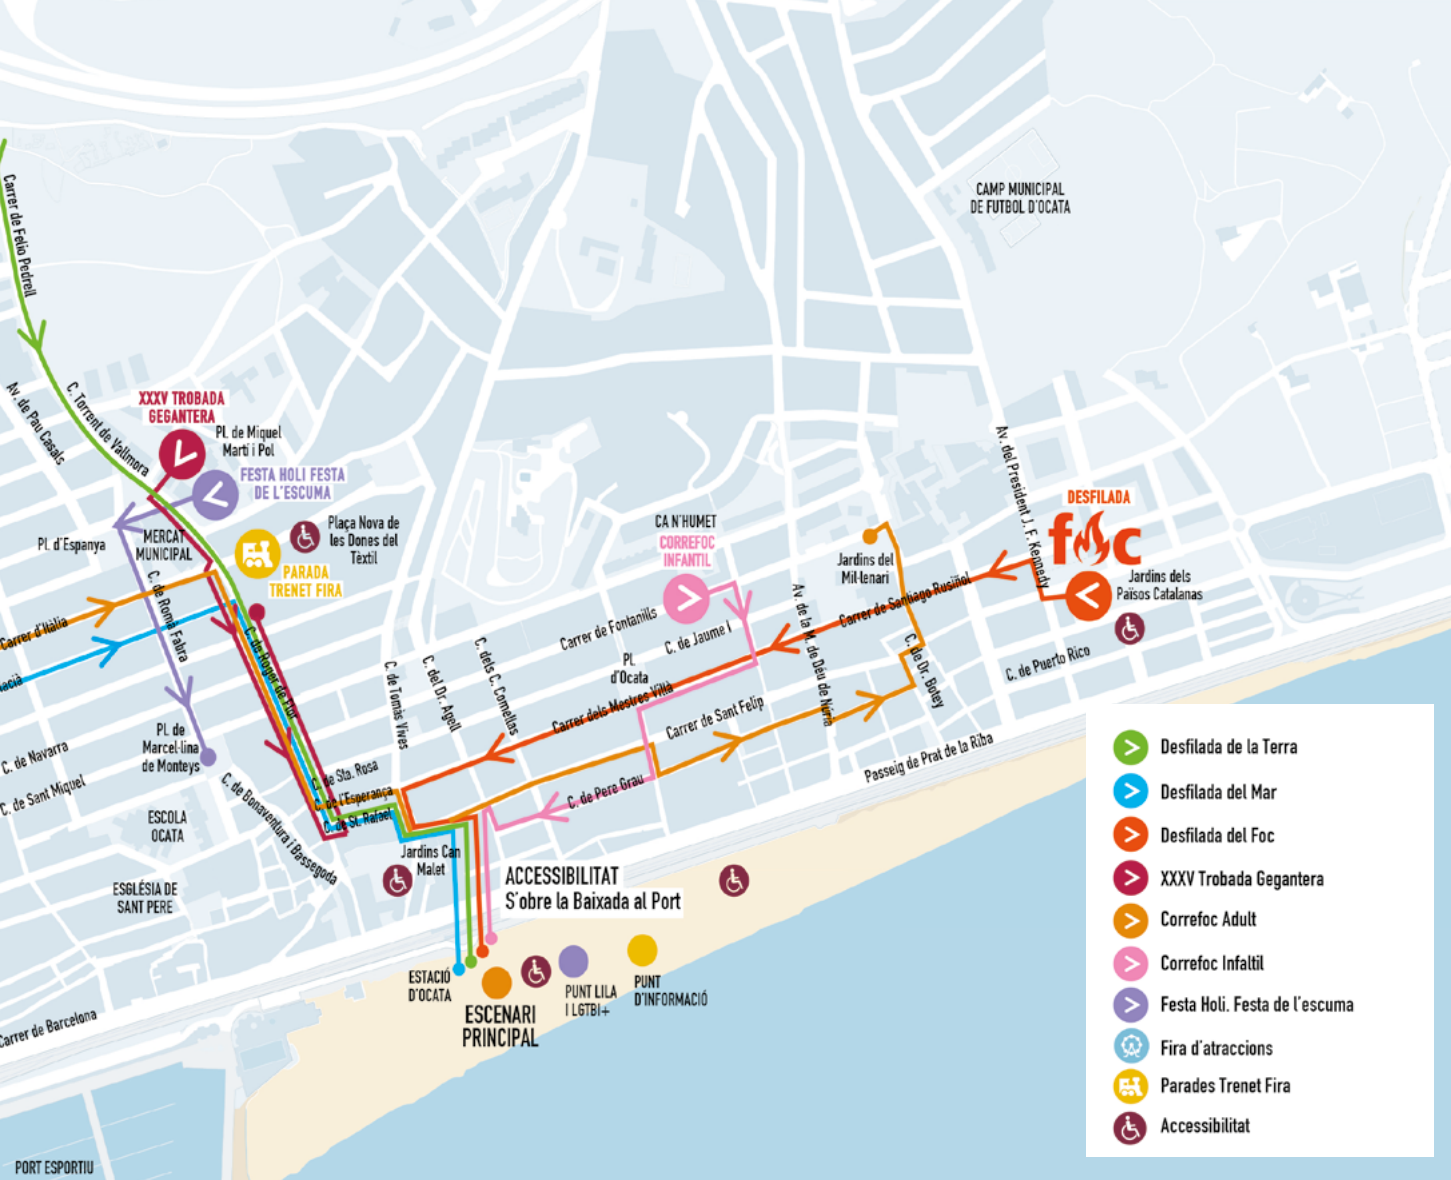 CAMP MUNICIPAL
DE FUTBOL D'OCATA
Carrer de Felip Pedrell
Av. de Pau Casals
C. Torrent de Vallmora
XXXV TROBADA
GEGANTERA
Pl. de Miquel
Martí i Pol
FESTA HOLI FESTA
DE L'ESCUMA
Pl. d'Espanya
MERCAT
MUNICIPAL
Plaça Nova de
les Dones del
Tèxtil
PARADA
TRENET FIRA
CA N'HUMET
CORREFOC
INFANTIL
Jardins del
Mil·lenari
Av. del President J. F. Kennedy
DESFILADA
foc
Jardins dels
Països Catalanas
Carrer d'Itàlia
macià
C. de Romà Fabra
C. de Roger de Flor
Carrer de Fontanills
C. de Jaume I
Pl.
d'Ocata
Carrer de Santiago Rusiñol
Av. de la M. de Déu de Núria
C. de Dr. Botey
C. de Puerto Rico
C. de Tomàs Vives
C. del Dr. Agell
C. dels C. Comellas
Carrer dels Mestres Villà
Carrer de Sant Felip
Passeig de Prat de la Riba
Pl. de
Marcel·lina
de Monteys
C. de Navarra
C. de Sant Miquel
C. de Sta. Rosa
C. de l'Esperança
C. de St. Rafael
C. de Pere Grau
C. de Bonaventura i Bassegoda
ESCOLA
OCATA
ESGLÉSIA DE
SANT PERE
Jardins Can
Malet
ACCESSIBILITAT
S'obre la Baixada al Port
ESTACIÓ
D'OCATA
ESCENARI
PRINCIPAL
PUNT LILA
I LGTBI+
PUNT
D'INFORMACIÓ
Carrer de Barcelona
PORT ESPORTIU
Desfilada de la Terra
Desfilada del Mar
Desfilada del Foc
XXXV Trobada Gegantera
Correfoc Adult
Correfoc Infaltil
Festa Holi. Festa de l'escuma
Fira d'atraccions
Parades Trenet Fira
Accessibilitat